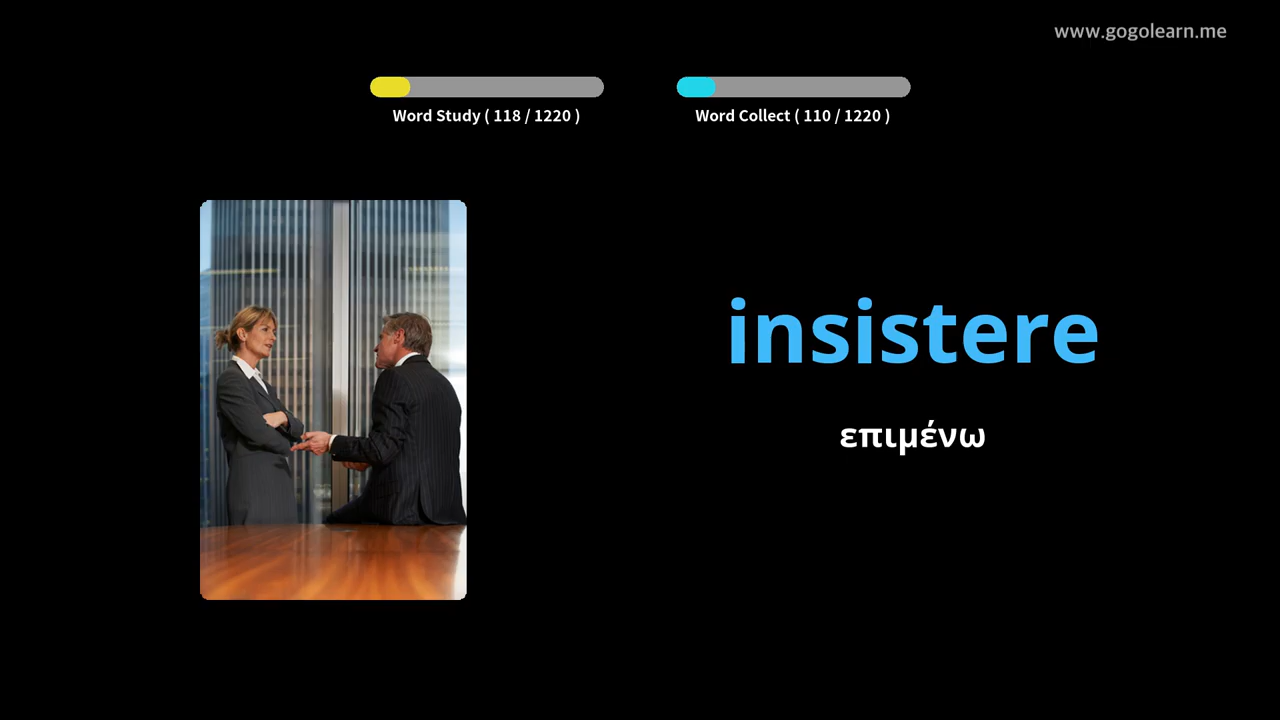 www.gogolearn.me
Word Study ( 118 / 1220 )
Word Collect ( 110 / 1220 )
insistere
επιμένω